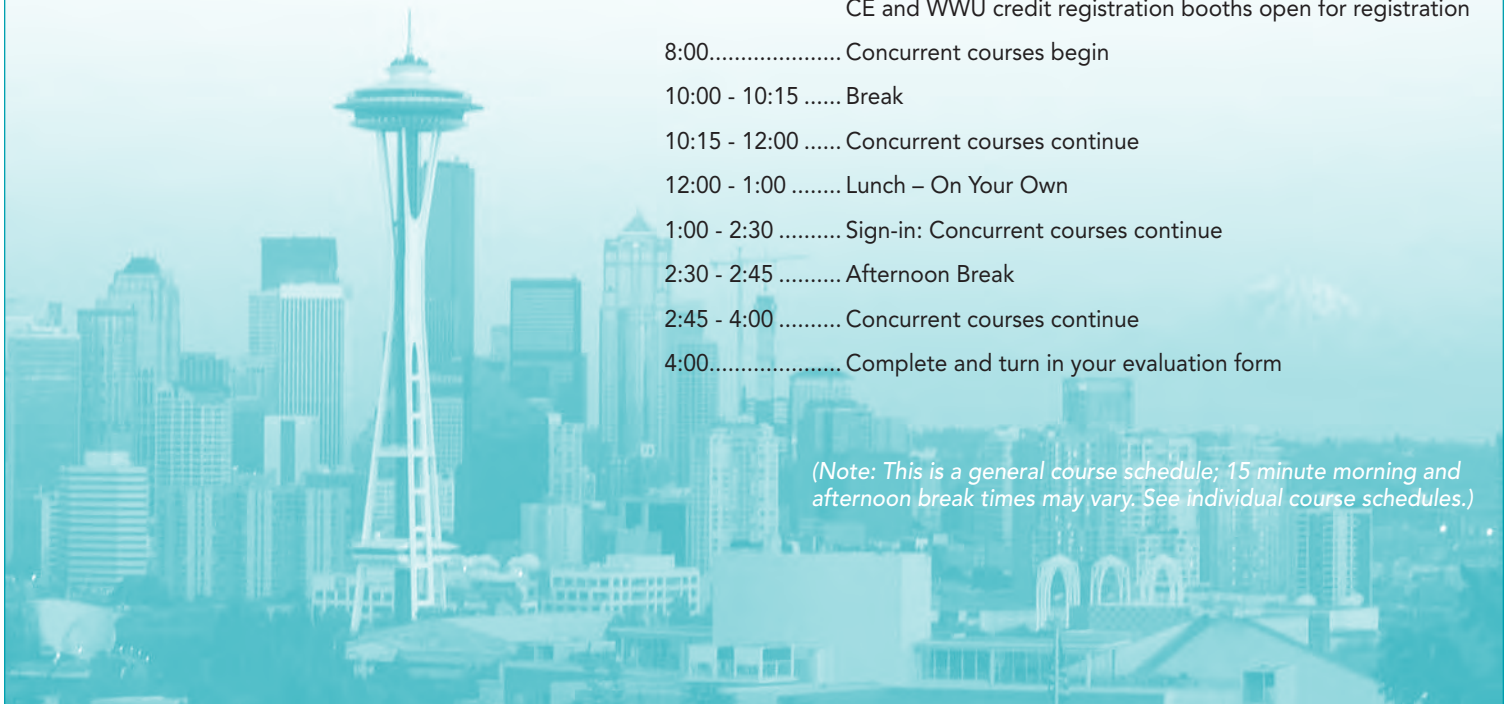 CE and WWU credit registration booths open for registration
8:00..................... Concurrent courses begin
10:00 - 10:15 ...... Break
10:15 - 12:00 ...... Concurrent courses continue
12:00 - 1:00 ........ Lunch – On Your Own
1:00 - 2:30 .......... Sign-in: Concurrent courses continue
2:30 - 2:45 .......... Afternoon Break
2:45 - 4:00 .......... Concurrent courses continue
4:00..................... Complete and turn in your evaluation form
(Note: This is a general course schedule; 15 minute morning and
afternoon break times may vary. See individual course schedules.)